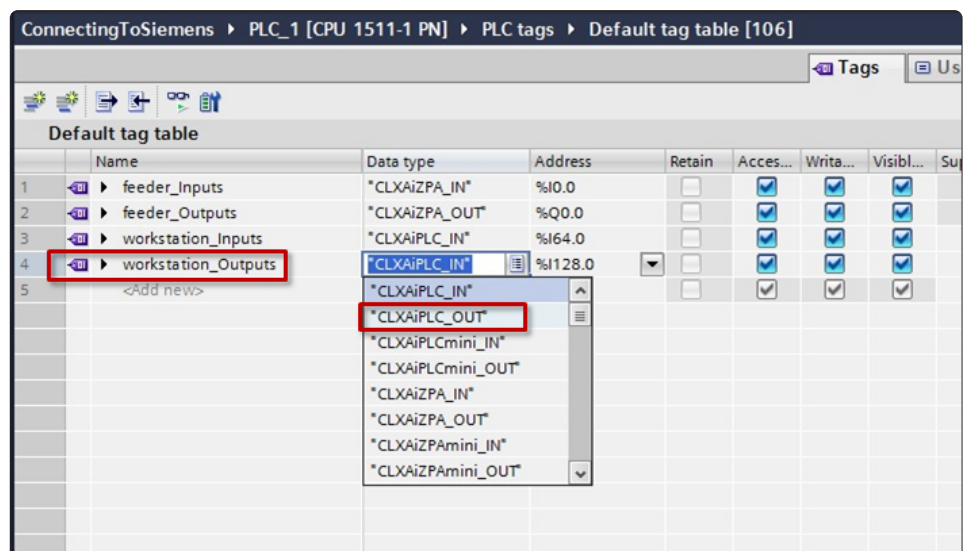 ConnectingToSiemens ▸ PLC_1 [CPU 1511-1 PN] ▸ PLC tags ▸ Default tag table [106]
Tags Us
Default tag table
Name Data type Address Retain Acces... Writa... Visibl... Sup
1 feeder_Inputs "CLXAiZPA_IN" %I0.0
2 feeder_Outputs "CLXAiZPA_OUT" %Q0.0
3 workstation_Inputs "CLXAiPLC_IN" %I64.0
4 workstation_Outputs "CLXAiPLC_IN" %I128.0
5 <Add new> "CLXAiPLC_IN"
"CLXAiPLC_OUT"
"CLXAiPLCmini_IN"
"CLXAiPLCmini_OUT"
"CLXAiZPA_IN"
"CLXAiZPA_OUT"
"CLXAiZPAmini_IN"
"CLXAiZPAmini_OUT"